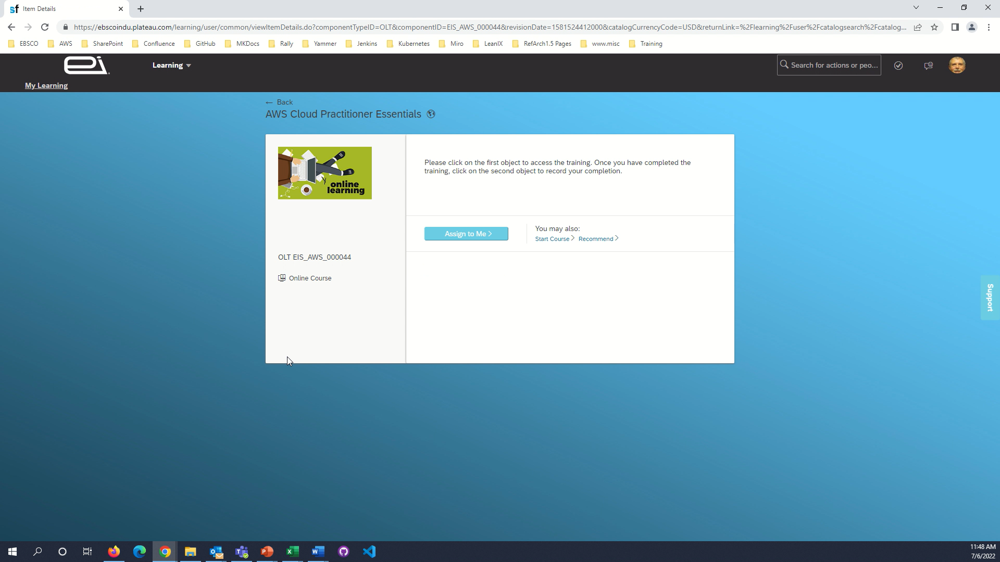 sf Item Details
https://ebscoindu.plateau.com/learning/user/common/viewItemDetails.do?componentTypeID=OLT&componentID=EIS_AWS_000044&revisionDate=1581524412000&catalogCurrencyCode=USD&returnLink=%2Flearning%2Fuser%2Fcatalogsearch%2Fcatalog...
EBSCO AWS SharePoint Confluence GitHub MKDocs Rally Yammer Jenkins Kubernetes Miro LeanIX RefArch1.5 Pages www.misc Training
ei Learning Search for actions or peo...
My Learning
← Back
AWS Cloud Practitioner Essentials
online
learning
Please click on the first object to access the training. Once you have completed the
training, click on the second object to record your completion.
Assign to Me >
You may also:
Start Course > Recommend >
OLT EIS_AWS_000044
Online Course
Support
11:48 AM
7/6/2022